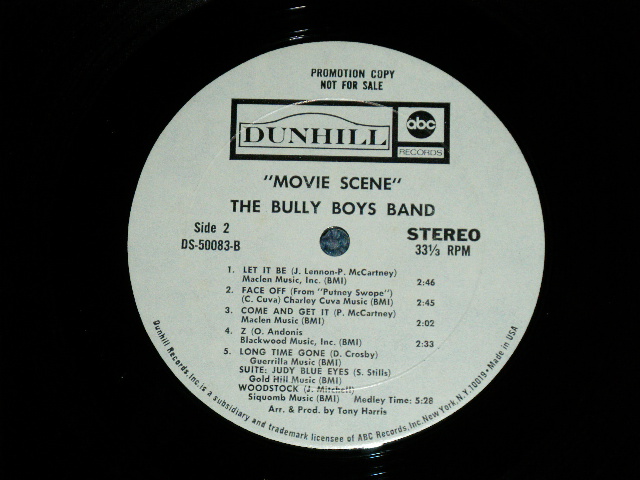 PROMOTION COPY
NOT FOR SALE
DUNHILL
abc
RECORDS
"MOVIE SCENE"
THE BULLY BOYS BAND
Side 2
DS-50083-B
STEREO
33⅓ RPM
1. LET IT BE (J. Lennon-P. McCartney)
Maclen Music, Inc. (BMI) 2:46
2. FACE OFF (From "Putney Swope")
(C. Cuva) Charley Cuva Music (BMI) 2:45
3. COME AND GET IT (P. McCartney)
Maclen Music (BMI) 2:02
4. Z (O. Andonis
Blackwood Music, Inc. (BMI) 2:33
5. LONG TIME GONE (D. Crosby)
Guerrilla Music (BMI)
SUITE: JUDY BLUE EYES (S. Stills)
Gold Hill Music (BMI)
WOODSTOCK (J. Mitchell)
Siquomb Music (BMI) Medley Time: 5:28
Arr. & Prod. by Tony Harris
Dunhill Records, Inc. is a subsidiary and trademark licensee of ABC Records, Inc. New York, N.Y. 10019 • Made in USA